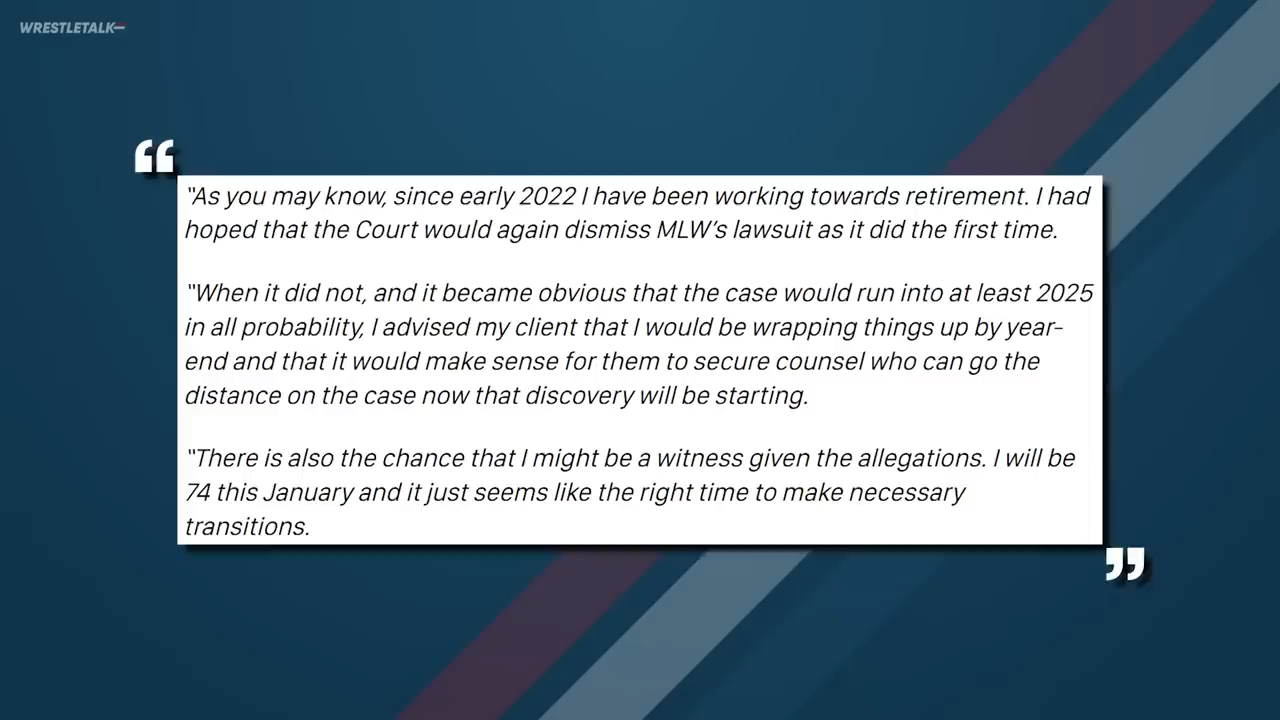 WRESTLETALK
“
“As you may know, since early 2022 I have been working towards retirement. I had
hoped that the Court would again dismiss MLW’s lawsuit as it did the first time.
“When it did not, and it became obvious that the case would run into at least 2025
in all probability, I advised my client that I would be wrapping things up by year-
end and that it would make sense for them to secure counsel who can go the
distance on the case now that discovery will be starting.
“There is also the chance that I might be a witness given the allegations. I will be
74 this January and it just seems like the right time to make necessary
transitions.
”